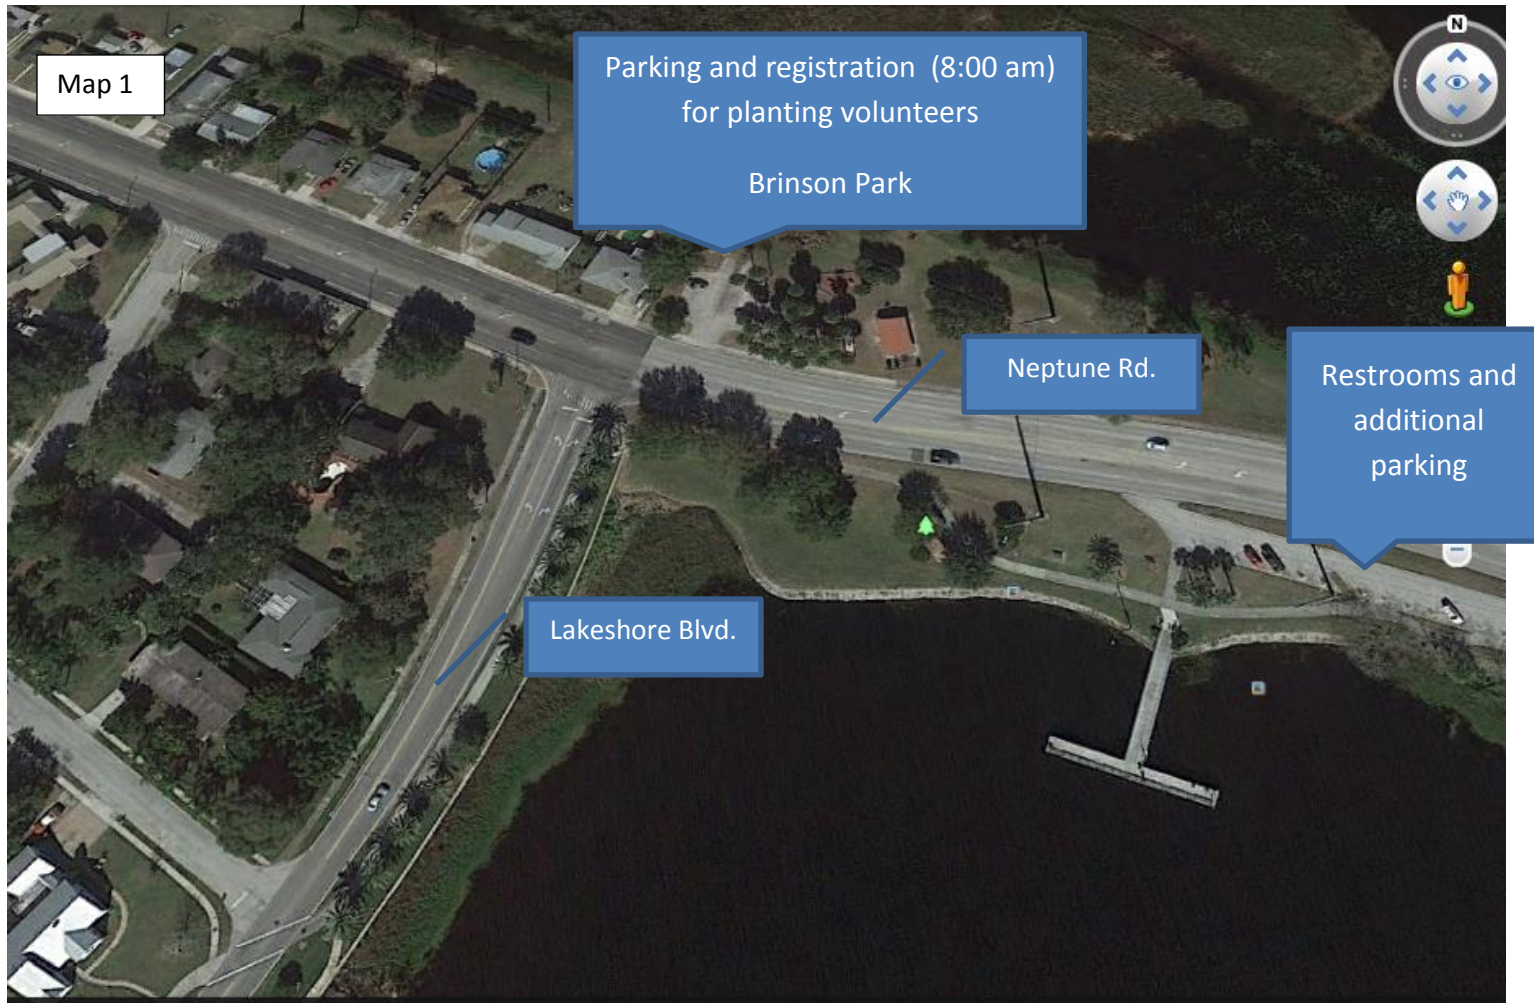 Map 1
Parking and registration (8:00 am)
for planting volunteers
Brinson Park
N
Neptune Rd.
Restrooms and
additional
parking
Lakeshore Blvd.